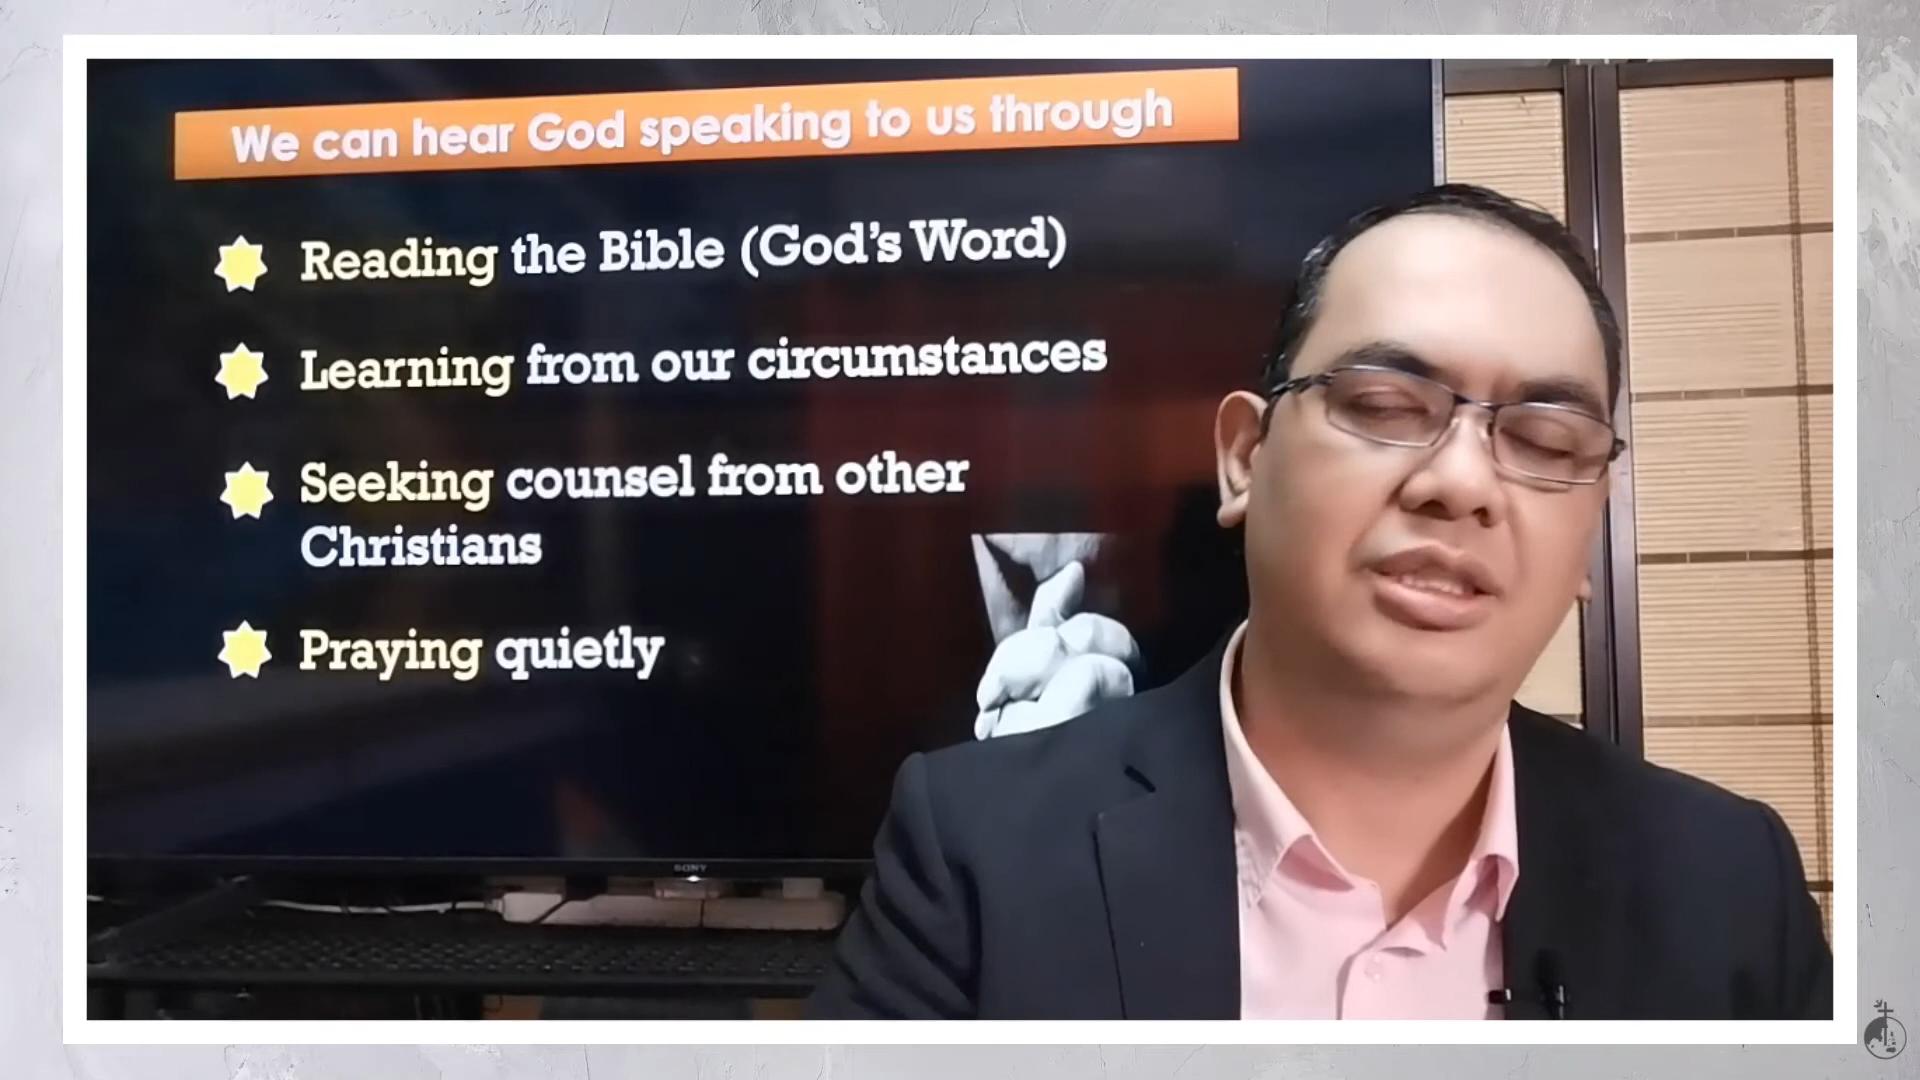 We can hear God speaking to us through
Reading the Bible (God's Word)
Learning from our circumstances
Seeking counsel from other
Christians
Praying quietly
SONY